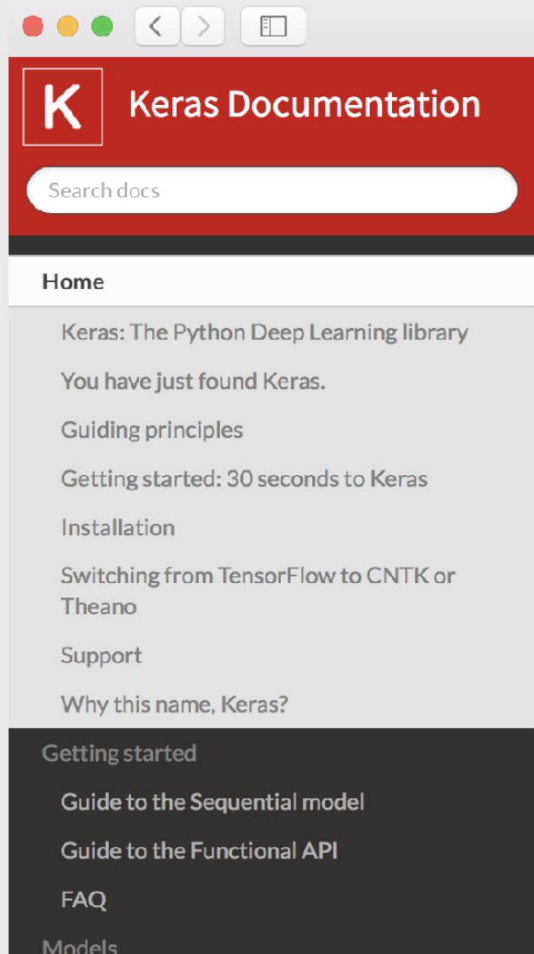 K Keras Documentation
Search docs
Home
Keras: The Python Deep Learning library
You have just found Keras.
Guiding principles
Getting started: 30 seconds to Keras
Installation
Switching from TensorFlow to CNTK or
Theano
Support
Why this name, Keras?
Getting started
Guide to the Sequential model
Guide to the Functional API
FAQ
Models